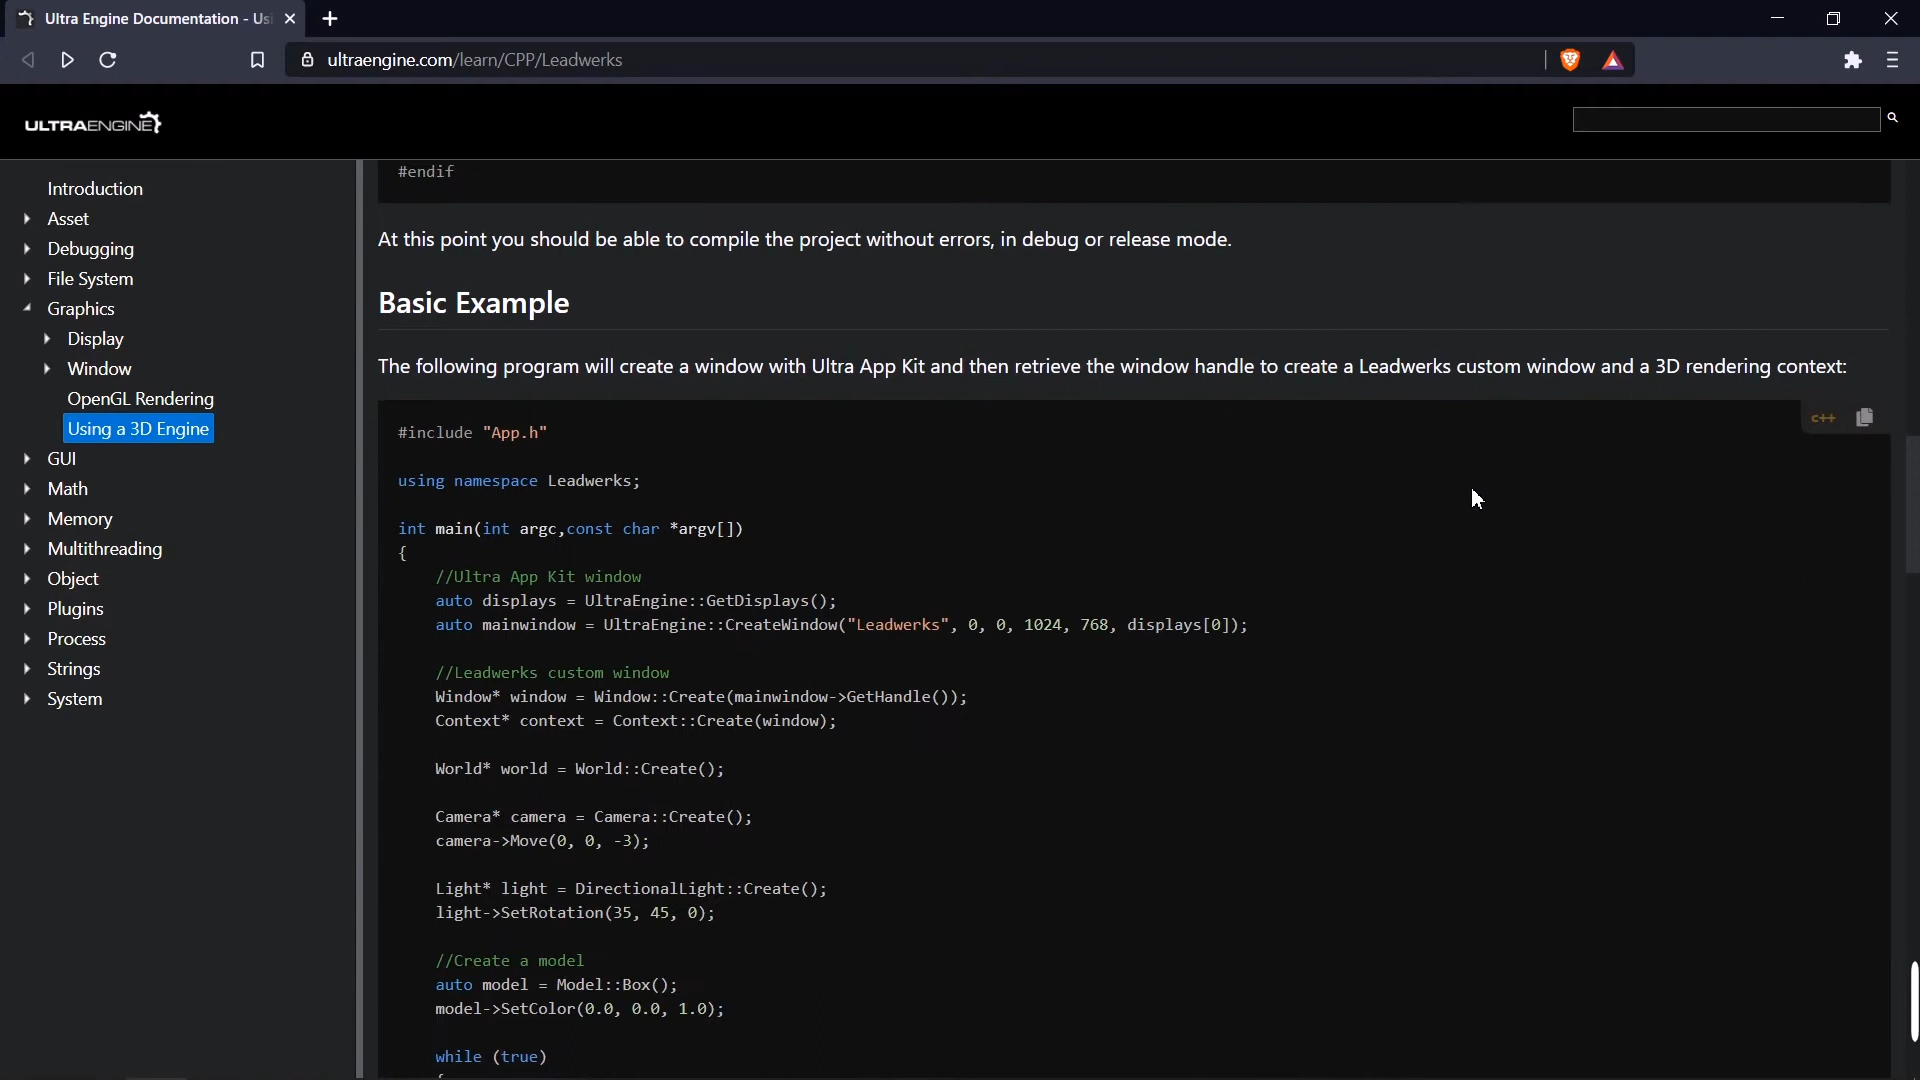 Ultra Engine Documentation - Usi
ultraengine.com/learn/CPP/Leadwerks
ULTRAENGINE
Introduction
Asset
Debugging
File System
Graphics
Display
Window
OpenGL Rendering
Using a 3D Engine
GUI
Math
Memory
Multithreading
Object
Plugins
Process
Strings
System
#endif
At this point you should be able to compile the project without errors, in debug or release mode.
Basic Example
The following program will create a window with Ultra App Kit and then retrieve the window handle to create a Leadwerks custom window and a 3D rendering context:
c++
#include "App.h"
using namespace Leadwerks;
int main(int argc,const char *argv[])
{
//Ultra App Kit window
auto displays = UltraEngine::GetDisplays();
auto mainwindow = UltraEngine::CreateWindow("Leadwerks", 0, 0, 1024, 768, displays[0]);
//Leadwerks custom window
Window* window = Window::Create(mainwindow->GetHandle());
Context* context = Context::Create(window);
World* world = World::Create();
Camera* camera = Camera::Create();
camera->Move(0, 0, -3);
Light* light = DirectionalLight::Create();
light->SetRotation(35, 45, 0);
//Create a model
auto model = Model::Box();
model->SetColor(0.0, 0.0, 1.0);
while (true)
{